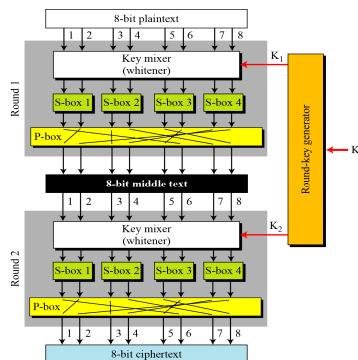 8-bit plaintext
1 2 3 4 5 6 7 8
Round 1
Key mixer
(whitener)
K1
S-box 1 S-box 2 S-box 3 S-box 4
P-box
8-bit middle text
1 2 3 4 5 6 7 8
Round 2
Key mixer
(whitener)
K2
S-box 1 S-box 2 S-box 3 S-box 4
P-box
1 2 3 4 5 6 7 8
8-bit ciphertext
Round-key generator
K